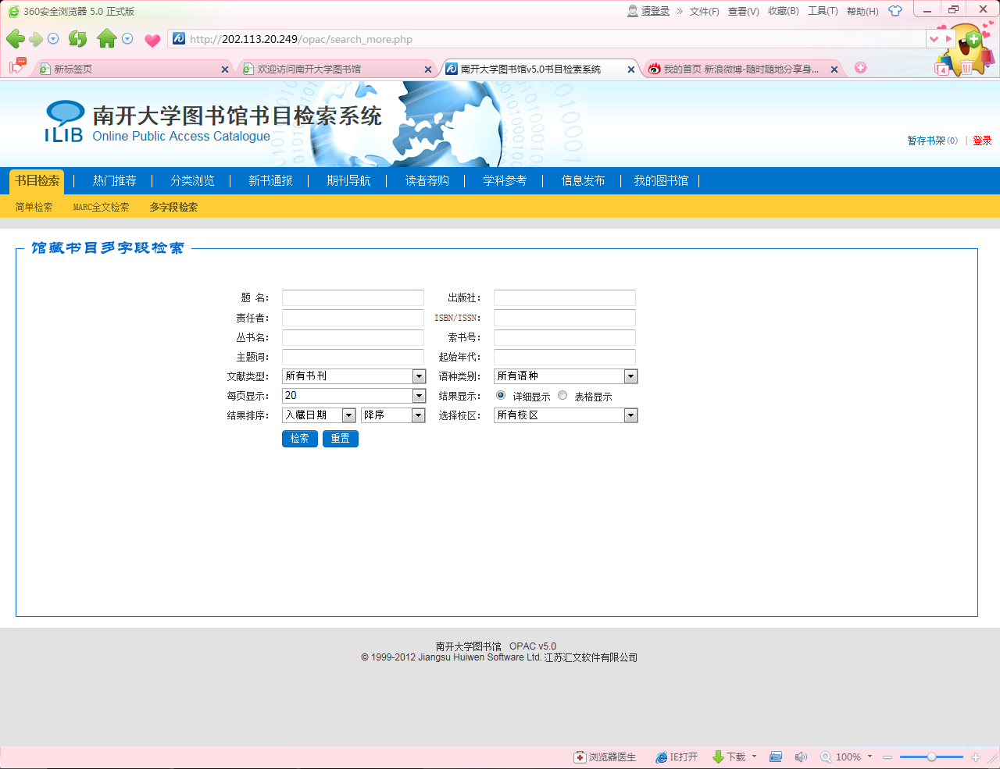 360安全浏览器 5.0 正式版
请登录 » 文件(F) 查看(V) 收藏(B) 工具(T) 帮助(H)
http://202.113.20.249/opac/search_more.php
新标签页 欢迎访问南开大学图书馆 南开大学图书馆v5.0书目检索系统 我的首页 新浪微博-随时随地分享身... 4
ILIB 南开大学图书馆书目检索系统
Online Public Access Catalogue
暂存书架(0) | 登录
书目检索 热门推荐 分类浏览 新书通报 期刊导航 读者荐购 学科参考 信息发布 我的图书馆
简单检索 MARC全文检索 多字段检索
馆藏书目多字段检索
题 名： 出版社：
责任者： ISBN/ISSN：
丛书名： 索书号：
主题词： 起始年代：
文献类型： 所有书刊 语种类别： 所有语种
每页显示： 20 结果显示： 详细显示 表格显示
结果排序： 入藏日期 降序 选择校区： 所有校区
检索 重置
南开大学图书馆 OPAC v5.0
© 1999-2012 Jiangsu Huiwen Software Ltd. 江苏汇文软件有限公司
浏览器医生 IE打开 下载 100%